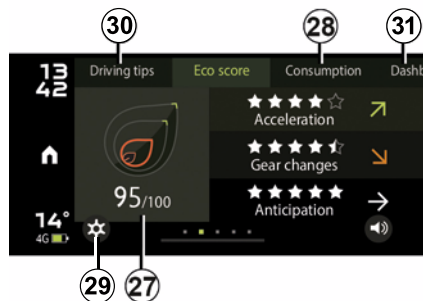 30 28 31
13
42
Driving tips Eco score Consumption Dashb
Acceleration
Gear changes
95/100
Anticipation
14°
4G
29 27